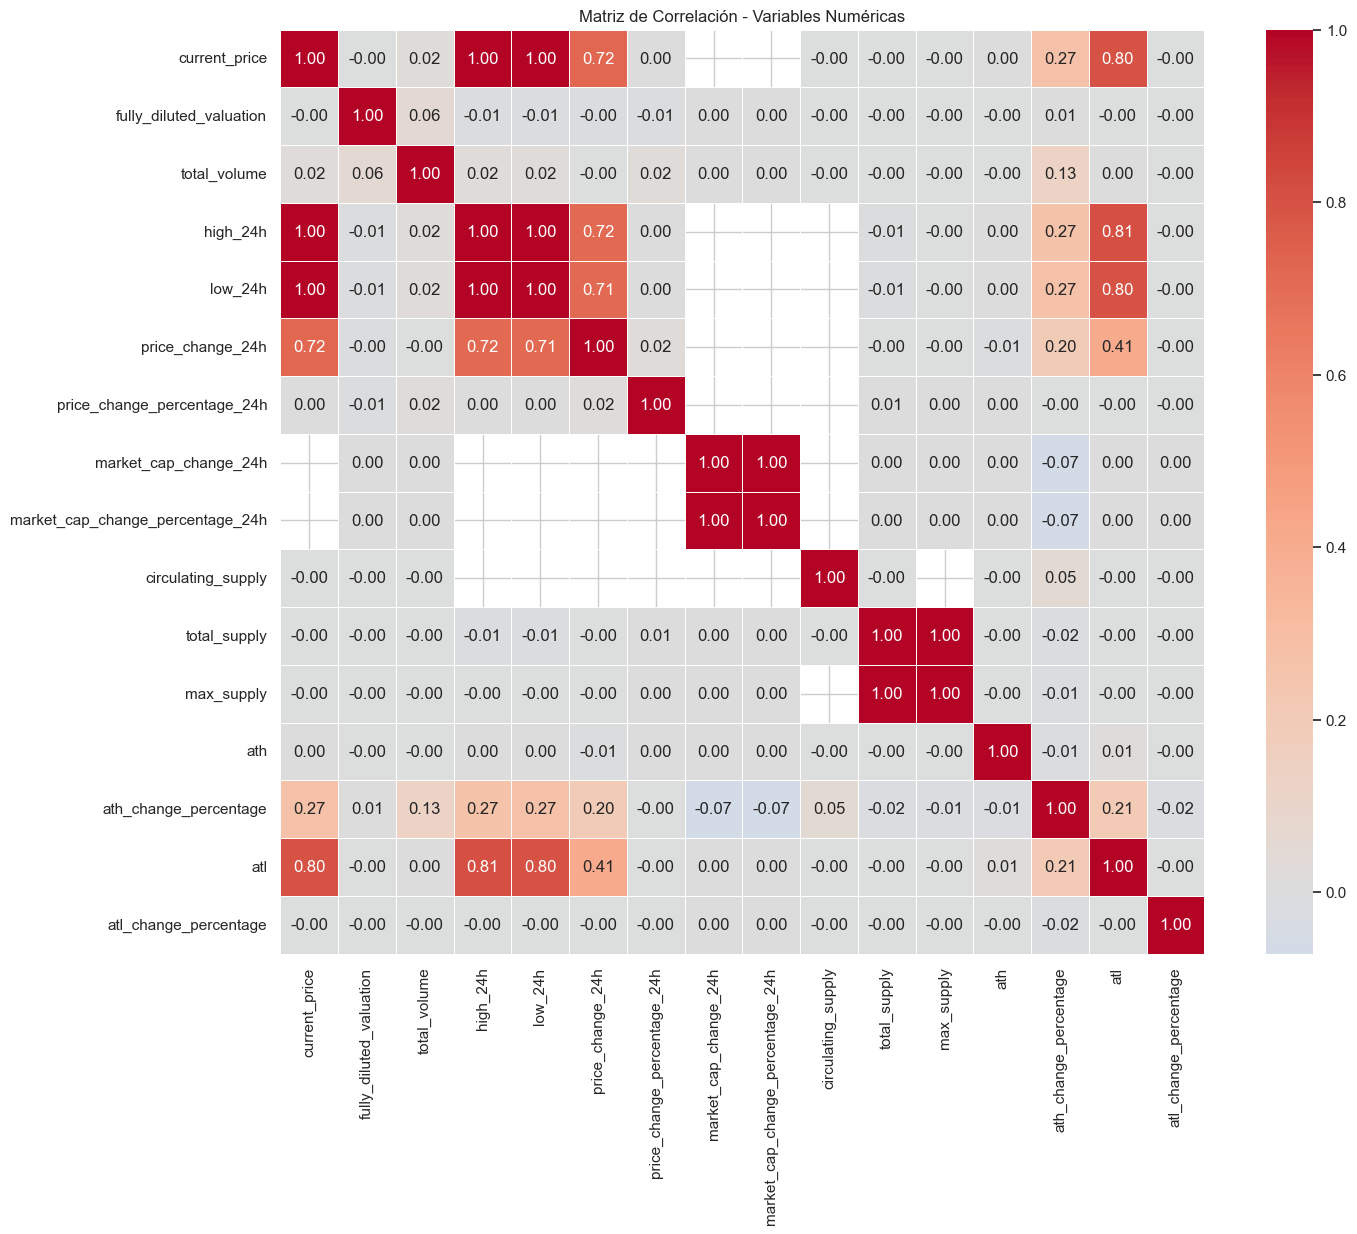 Matriz de Correlación - Variables Numéricas
current_price 1.00 -0.00 0.02 1.00 1.00 0.72 0.00 -0.00 -0.00 -0.00 0.00 0.27 0.80 -0.00
fully_diluted_valuation -0.00 1.00 0.06 -0.01 -0.01 -0.00 -0.01 0.00 0.00 -0.00 -0.00 -0.00 -0.00 0.01 -0.00 -0.00
total_volume 0.02 0.06 1.00 0.02 0.02 -0.00 0.02 0.00 0.00 -0.00 -0.00 -0.00 -0.00 0.13 0.00 -0.00
high_24h 1.00 -0.01 0.02 1.00 1.00 0.72 0.00 -0.01 -0.00 0.00 0.27 0.81 -0.00
low_24h 1.00 -0.01 0.02 1.00 1.00 0.71 0.00 -0.01 -0.00 0.00 0.27 0.80 -0.00
price_change_24h 0.72 -0.00 -0.00 0.72 0.71 1.00 0.02 -0.00 -0.00 -0.01 0.20 0.41 -0.00
price_change_percentage_24h 0.00 -0.01 0.02 0.00 0.00 0.02 1.00 0.01 0.00 0.00 -0.00 -0.00 -0.00
market_cap_change_24h 0.00 0.00 1.00 1.00 0.00 0.00 0.00 -0.07 0.00 0.00
market_cap_change_percentage_24h 0.00 0.00 1.00 1.00 0.00 0.00 0.00 -0.07 0.00 0.00
circulating_supply -0.00 -0.00 -0.00 1.00 -0.00 -0.00 0.05 -0.00 -0.00
total_supply -0.00 -0.00 -0.00 -0.01 -0.01 -0.00 0.01 0.00 0.00 -0.00 1.00 1.00 -0.00 -0.02 -0.00 -0.00
max_supply -0.00 -0.00 -0.00 -0.00 -0.00 -0.00 0.00 0.00 0.00 1.00 1.00 -0.00 -0.01 -0.00 -0.00
ath 0.00 -0.00 -0.00 0.00 0.00 -0.01 0.00 0.00 0.00 -0.00 -0.00 -0.00 1.00 -0.01 0.01 -0.00
ath_change_percentage 0.27 0.01 0.13 0.27 0.27 0.20 -0.00 -0.07 -0.07 0.05 -0.02 -0.01 -0.01 1.00 0.21 -0.02
atl 0.80 -0.00 0.00 0.81 0.80 0.41 -0.00 0.00 0.00 -0.00 -0.00 -0.00 0.01 0.21 1.00 -0.00
atl_change_percentage -0.00 -0.00 -0.00 -0.00 -0.00 -0.00 -0.00 0.00 0.00 -0.00 -0.00 -0.00 -0.00 -0.02 -0.00 1.00
current_price
fully_diluted_valuation
total_volume
high_24h
low_24h
price_change_24h
price_change_percentage_24h
market_cap_change_24h
market_cap_change_percentage_24h
circulating_supply
total_supply
max_supply
ath
ath_change_percentage
atl
atl_change_percentage
1.0
0.8
0.6
0.4
0.2
0.0